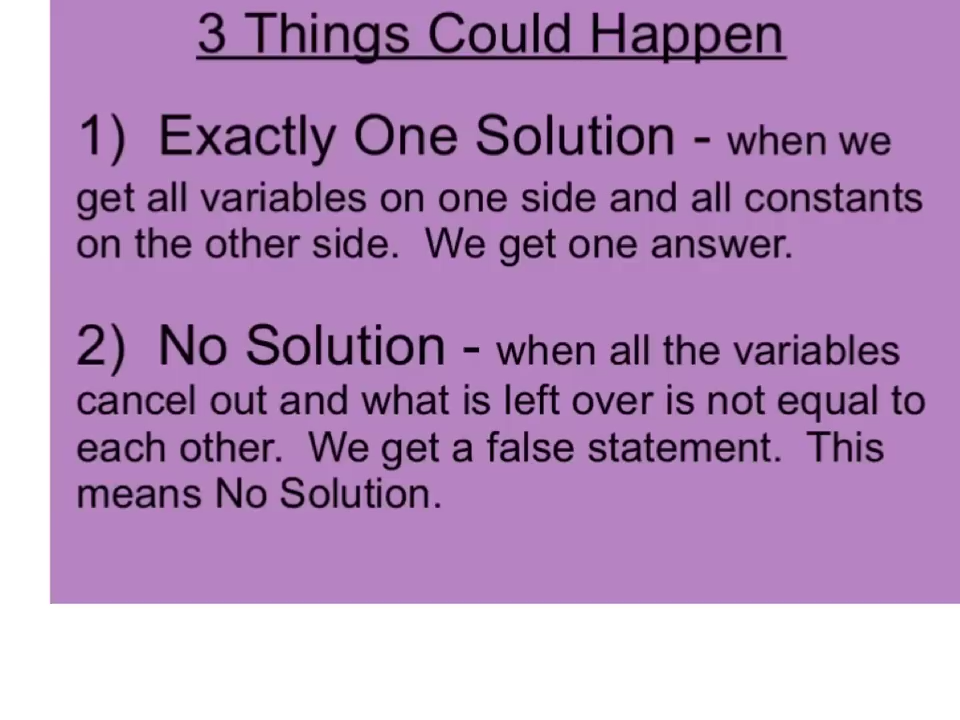 3 Things Could Happen
1) Exactly One Solution - when we
get all variables on one side and all constants
on the other side. We get one answer.
2) No Solution - when all the variables
cancel out and what is left over is not equal to
each other. We get a false statement. This
means No Solution.